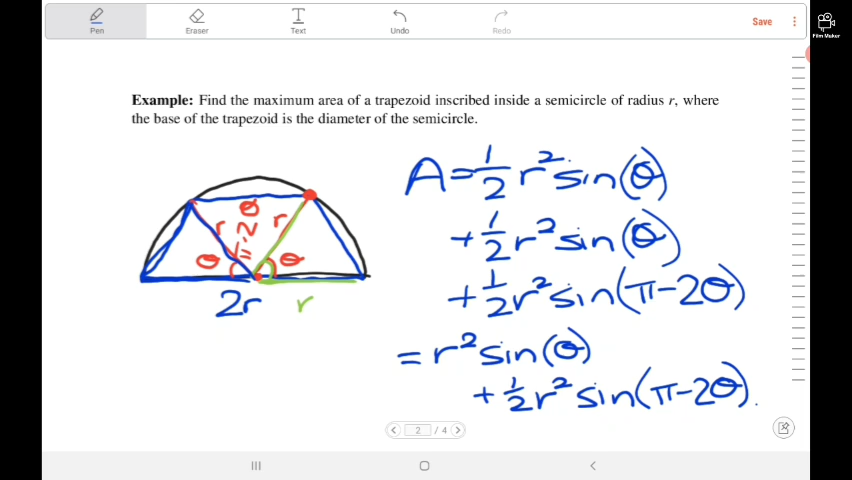 Pen Eraser Text Undo Redo Save
Film Maker
Example: Find the maximum area of a trapezoid inscribed inside a semicircle of radius r, where
the base of the trapezoid is the diameter of the semicircle.
A = 1/2 r² sin(θ)
+ 1/2 r² sin(θ)
+ 1/2 r² sin(π-2θ)
= r² sin(θ)
+ 1/2 r² sin(π-2θ).
r π-2θ r
θ θ
2r r
2 / 4